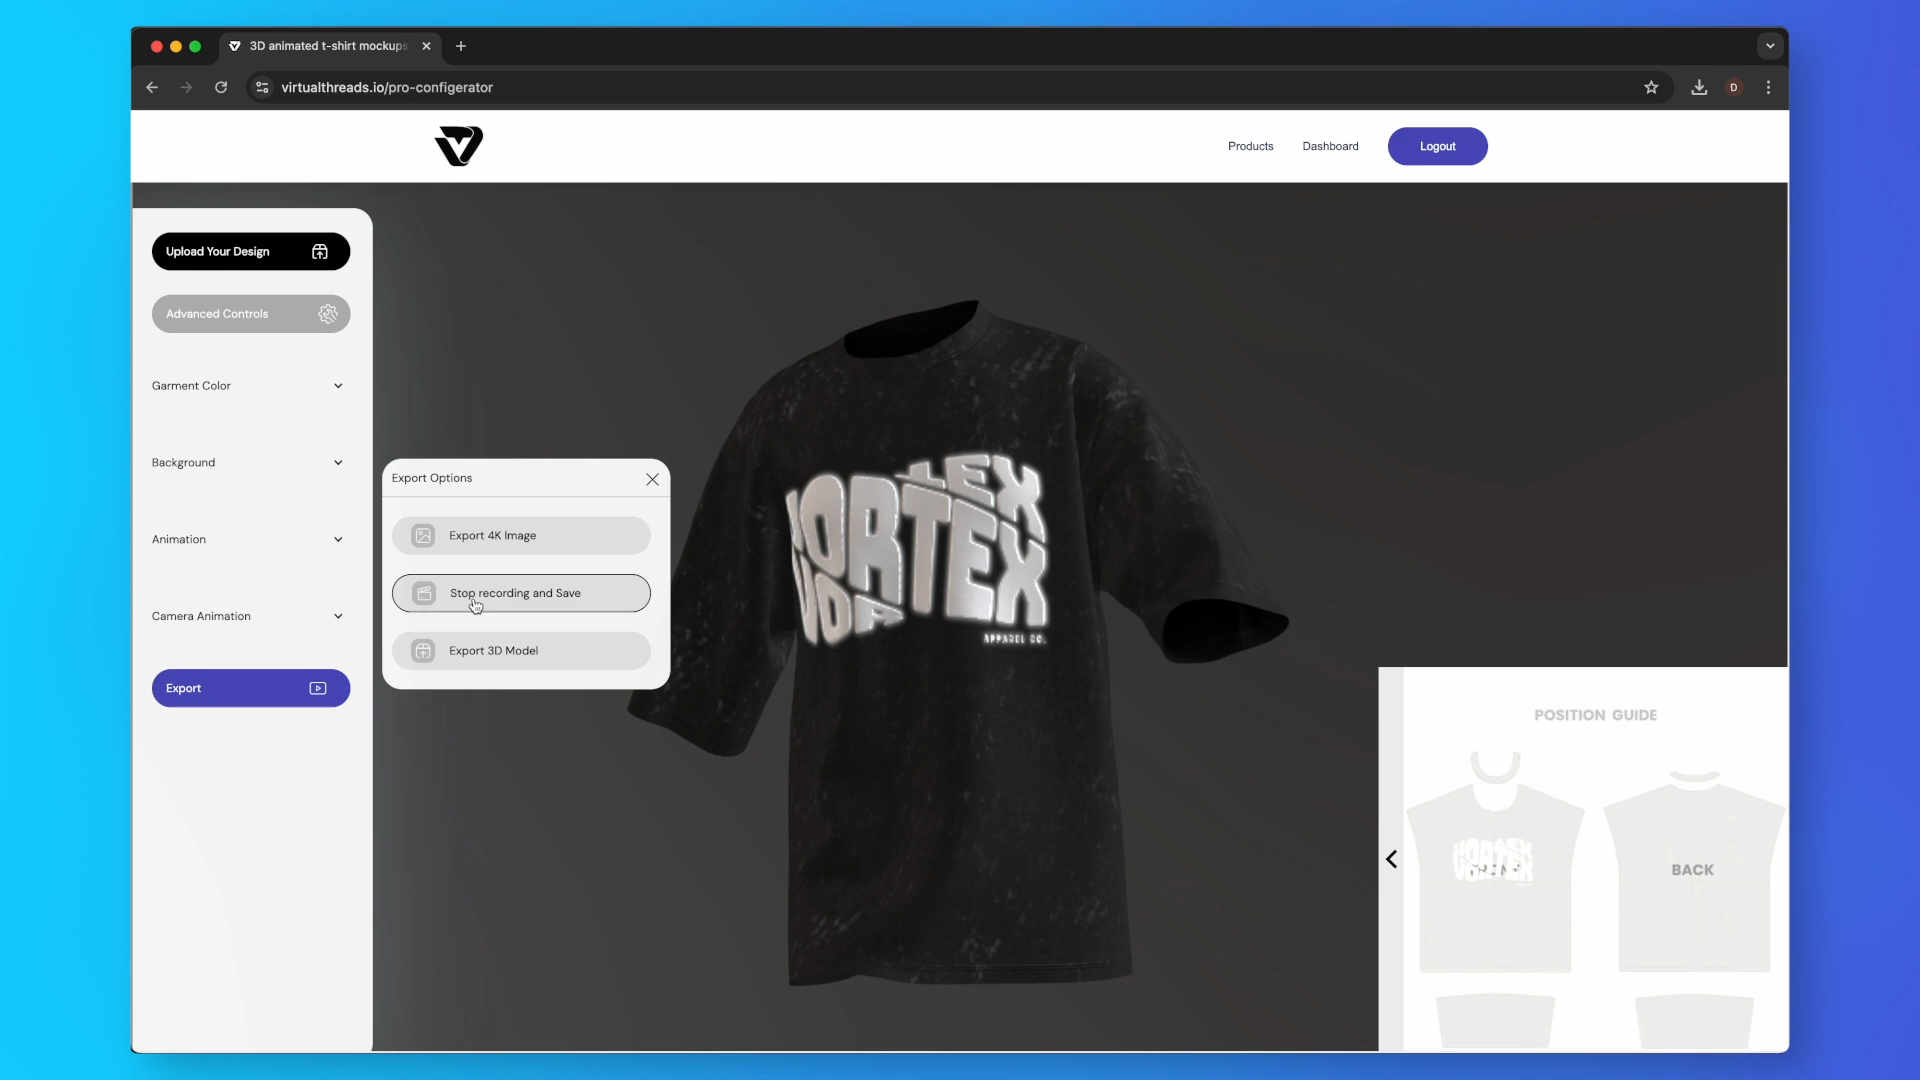 3D animated t-shirt mockups
virtualthreads.io/pro-configerator
D
Products
Dashboard
Logout
Upload Your Design
Advanced Controls
Garment Color
Background
Animation
Camera Animation
Export
Export Options
Export 4K Image
Stop recording and Save
Export 3D Model
VORTEX
APPAREL CO.
POSITION GUIDE
VORTEX
BACK